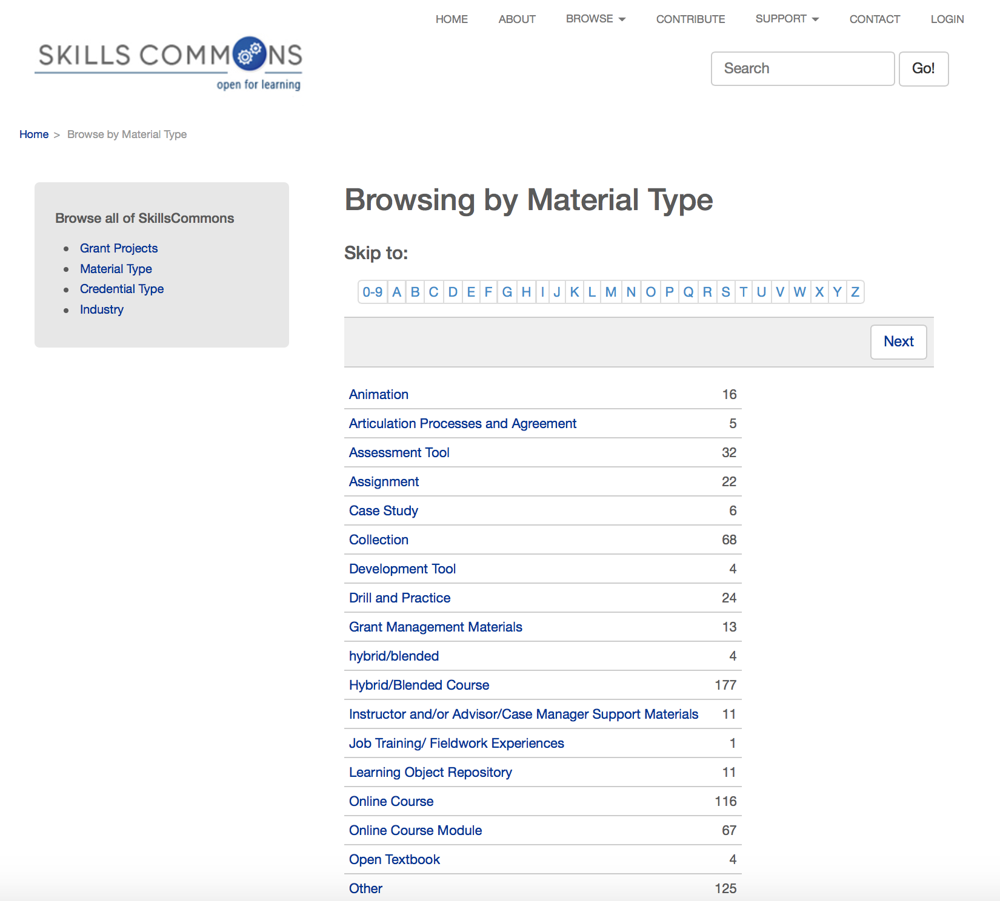 HOME ABOUT BROWSE CONTRIBUTE SUPPORT CONTACT LOGIN
SKILLS COMMONS
open for learning
Search Go!
Home > Browse by Material Type
Browse all of SkillsCommons
Grant Projects
Material Type
Credential Type
Industry
Browsing by Material Type
Skip to:
0-9 A B C D E F G H I J K L M N O P Q R S T U V W X Y Z
Next
Animation 16
Articulation Processes and Agreement 5
Assessment Tool 32
Assignment 22
Case Study 6
Collection 68
Development Tool 4
Drill and Practice 24
Grant Management Materials 13
hybrid/blended 4
Hybrid/Blended Course 177
Instructor and/or Advisor/Case Manager Support Materials 11
Job Training/ Fieldwork Experiences 1
Learning Object Repository 11
Online Course 116
Online Course Module 67
Open Textbook 4
Other 125